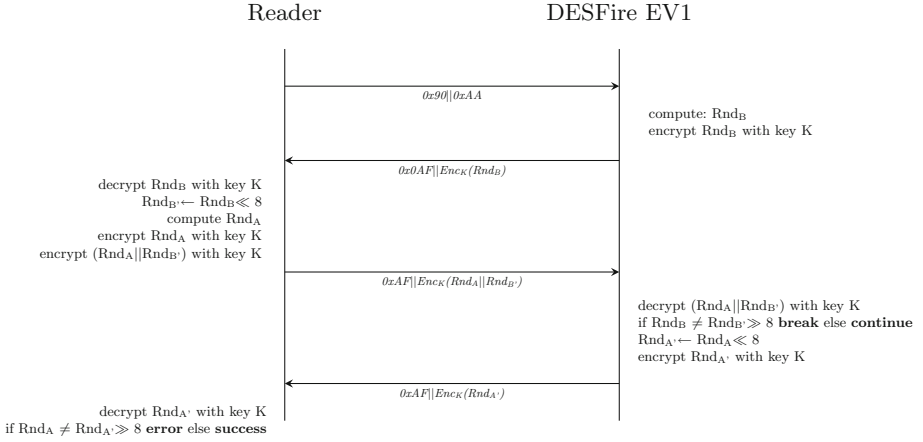 Reader
DESFire EV1
0x90||0xAA
compute: Rnd_B
encrypt Rnd_B with key K
0x0AF||Enc_K(Rnd_B)
decrypt Rnd_B with key K
Rnd_B'← Rnd_B≪ 8
compute Rnd_A
encrypt Rnd_A with key K
encrypt (Rnd_A||Rnd_B') with key K
0xAF||Enc_K(Rnd_A||Rnd_B')
decrypt (Rnd_A||Rnd_B') with key K
if Rnd_B ≠ Rnd_B'≫ 8 break else continue
Rnd_A'← Rnd_A≪ 8
encrypt Rnd_A' with key K
0xAF||Enc_K(Rnd_A')
decrypt Rnd_A' with key K
if Rnd_A ≠ Rnd_A'≫ 8 error else success